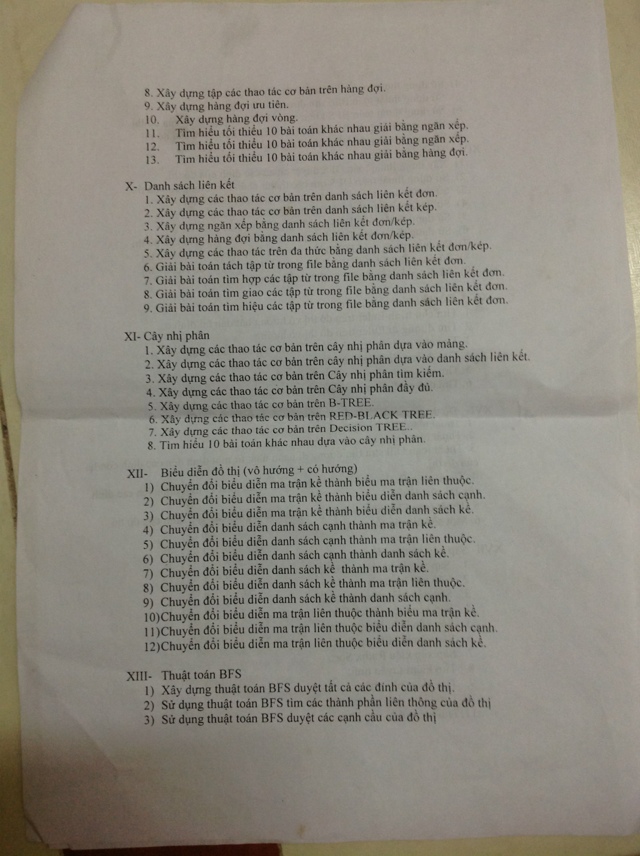 8. Xây dựng tập các thao tác cơ bản trên hàng đợi.
9. Xây dựng hàng đợi ưu tiên.
10. Xây dựng hàng đợi vòng.
11. Tìm hiểu tối thiểu 10 bài toán khác nhau giải bằng ngăn xếp.
12. Tìm hiểu tối thiểu 10 bài toán khác nhau giải bằng ngăn xếp.
13. Tìm hiểu tối thiểu 10 bài toán khác nhau giải bằng hàng đợi.
X- Danh sách liên kết
1. Xây dựng các thao tác cơ bản trên danh sách liên kết đơn.
2. Xây dựng các thao tác cơ bản trên danh sách liên kết kép.
3. Xây dựng ngăn xếp bằng danh sách liên kết đơn/kép.
4. Xây dựng hàng đợi bằng danh sách liên kết đơn/kép.
5. Xây dựng các thao tác trên đa thức bằng danh sách liên kết đơn/kép.
6. Giải bài toán tách tập từ trong file bằng danh sách liên kết đơn.
7. Giải bài toán tìm hợp các tập từ trong file bằng danh sách liên kết đơn.
8. Giải bài toán tìm giao các tập từ trong file bằng danh sách liên kết đơn.
9. Giải bài toán tìm hiệu các tập từ trong file bằng danh sách liên kết đơn.
XI- Cây nhị phân
1. Xây dựng các thao tác cơ bản trên cây nhị phân dựa vào mảng.
2. Xây dựng các thao tác cơ bản trên cây nhị phân dựa vào danh sách liên kết.
3. Xây dựng các thao tác cơ bản trên Cây nhị phân tìm kiếm.
4. Xây dựng các thao tác cơ bản trên Cây nhị phân đầy đủ.
5. Xây dựng các thao tác cơ bản trên B-TREE.
6. Xây dựng các thao tác cơ bản trên RED-BLACK TREE.
7. Xây dựng các thao tác cơ bản trên Decision TREE..
8. Tìm hiểu 10 bài toán khác nhau dựa vào cây nhị phân.
XII- Biểu diễn đồ thị (vô hướng + có hướng)
1) Chuyển đổi biểu diễn ma trận kề thành biểu ma trận liên thuộc.
2) Chuyển đổi biểu diễn ma trận kề thành biểu diễn danh sách cạnh.
3) Chuyển đổi biểu diễn ma trận kề thành biểu diễn danh sách kề.
4) Chuyển đổi biểu diễn danh sách cạnh thành ma trận kề.
5) Chuyển đổi biểu diễn danh sách cạnh thành ma trận liên thuộc.
6) Chuyển đổi biểu diễn danh sách cạnh thành danh sách kề.
7) Chuyển đổi biểu diễn danh sách kề thành ma trận kề.
8) Chuyển đổi biểu diễn danh sách kề thành ma trận liên thuộc.
9) Chuyển đổi biểu diễn danh sách kề thành danh sách cạnh.
10)Chuyển đổi biểu diễn ma trận liên thuộc thành biểu ma trận kề.
11)Chuyển đổi biểu diễn ma trận liên thuộc biểu diễn danh sách cạnh.
12)Chuyển đổi biểu diễn ma trận liên thuộc biểu diễn danh sách kề.
XIII- Thuật toán BFS
1) Xây dựng thuật toán BFS duyệt tất cả các đỉnh của đồ thị.
2) Sử dụng thuật toán BFS tìm các thành phần liên thông của đồ thị
3) Sử dụng thuật toán BFS duyệt các cạnh cầu của đồ thị